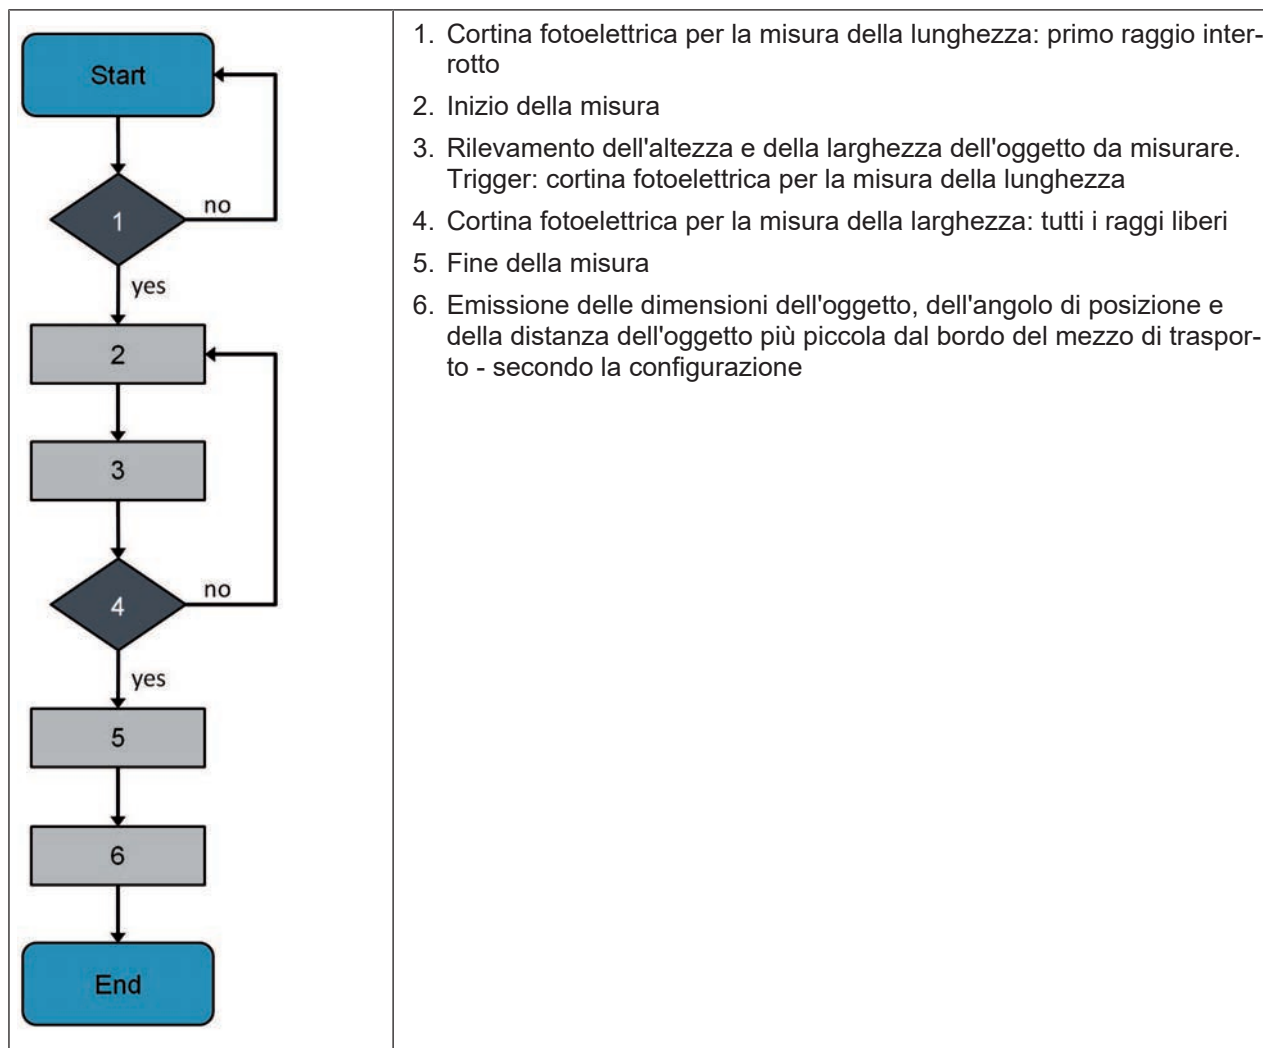 Start
1
no
yes
2
3
4
no
yes
5
6
End
1. Cortina fotoelettrica per la misura della lunghezza: primo raggio inter-
rotto
2. Inizio della misura
3. Rilevamento dell'altezza e della larghezza dell'oggetto da misurare.
Trigger: cortina fotoelettrica per la misura della lunghezza
4. Cortina fotoelettrica per la misura della larghezza: tutti i raggi liberi
5. Fine della misura
6. Emissione delle dimensioni dell'oggetto, dell'angolo di posizione e
della distanza dell'oggetto più piccola dal bordo del mezzo di traspor-
to - secondo la configurazione